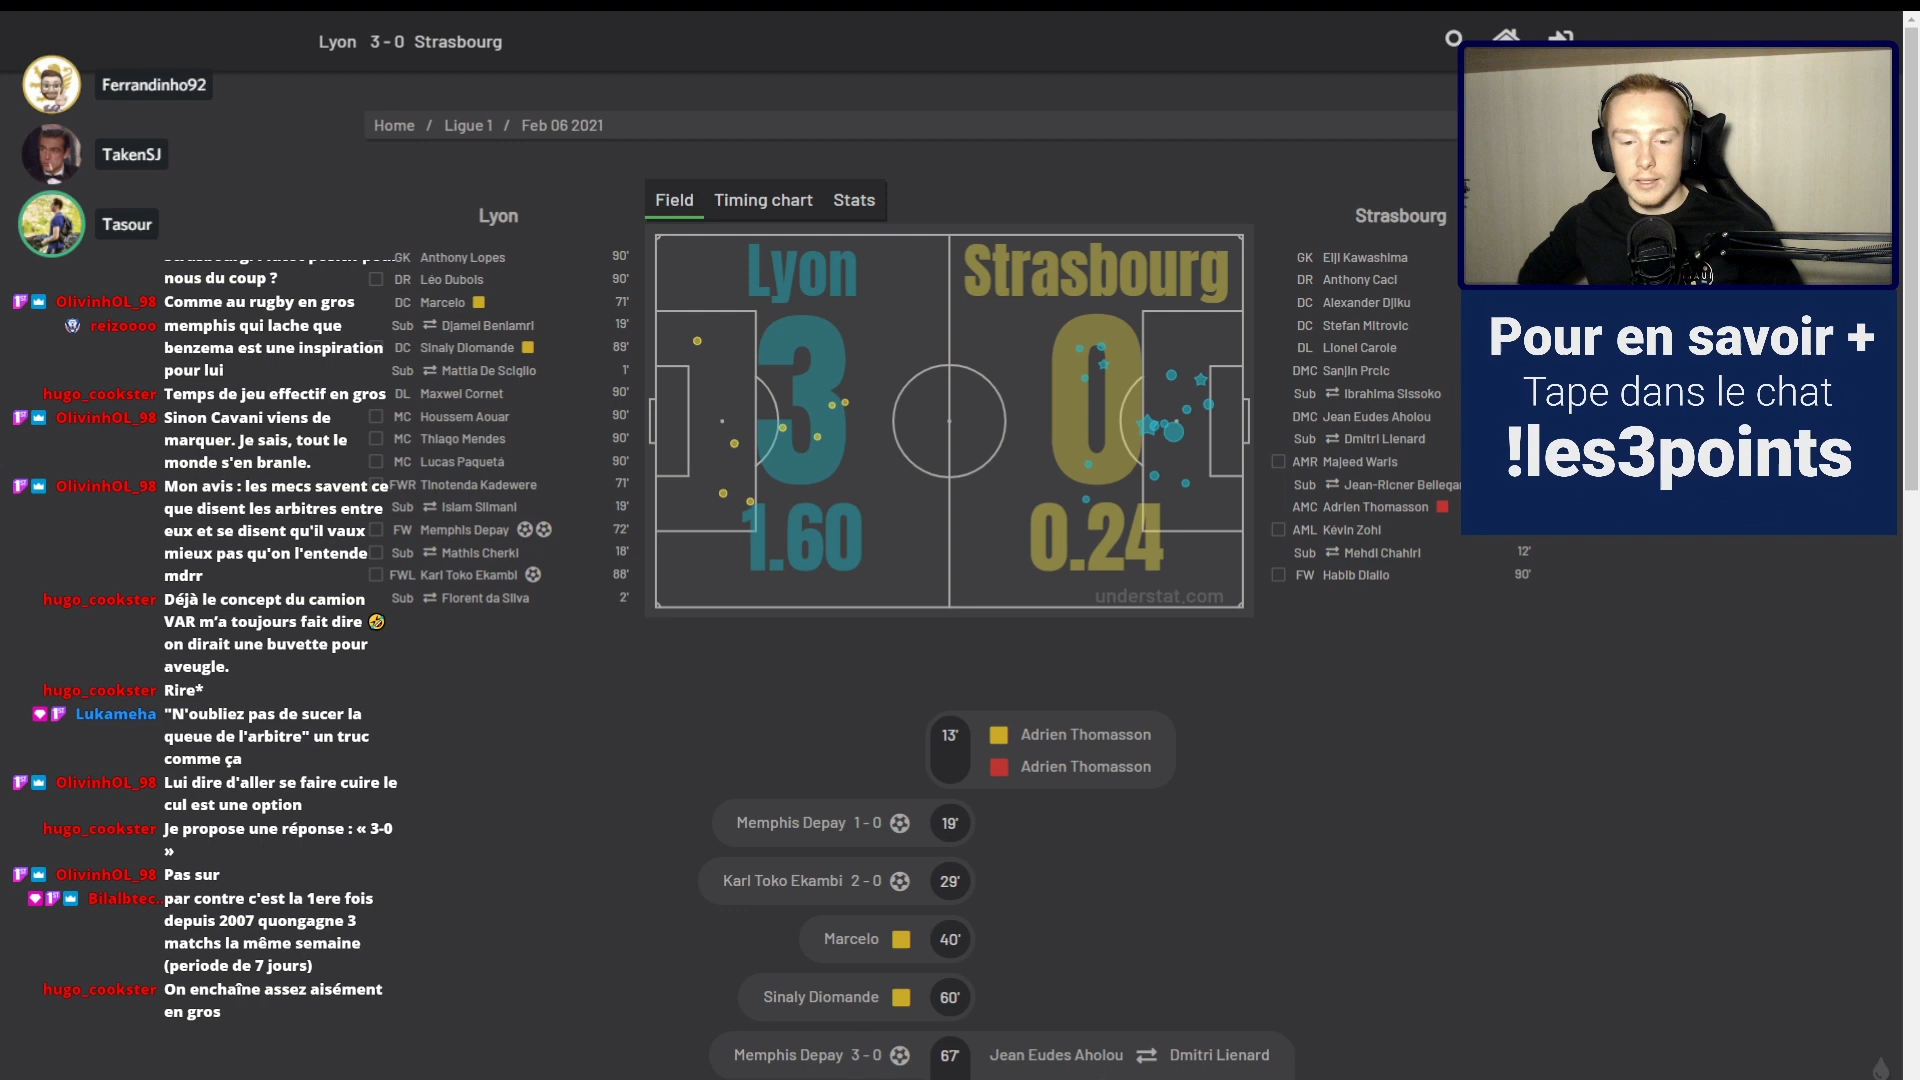 Lyon 3 - 0 Strasbourg
Ferrandinho92
TakenSJ
Tasour
Home / Ligue 1 / Feb 06 2021
Field Timing chart Stats
Lyon
GK Anthony Lopes 90'
DR Léo Dubois 90'
DC Marcelo 71'
Sub Djamel Benlamri 19'
DC Sinaly Diomande 89'
Sub Mattia De Sciglio 1'
DL Maxwel Cornet 90'
MC Houssem Aouar 90'
MC Thiago Mendes 90'
MC Lucas Paquetá 90'
FWR Tinotenda Kadewere 71'
Sub Islam Slimani 19'
FW Memphis Depay 72'
Sub Mathis Cherki 18'
FWL Karl Toko Ekambi 88'
Sub Florent da Silva 2'
Lyon Strasbourg
3 0
1.60 0.24
understat.com
Strasbourg
GK Eiji Kawashima
DR Anthony Caci
DC Alexander Djiku
DC Stefan Mitrovic
DL Lionel Carole
DMC Sanjin Prcic
Sub Ibrahima Sissoko
DMC Jean Eudes Aholou
Sub Dmitri Lienard
AMR Majeed Waris
Sub Jean-Ricner Bellega
AMC Adrien Thomasson
AML Kévin Zohi
Sub Mehdi Chahiri 12'
FW Habib Diallo 90'
Pour en savoir +
Tape dans le chat
!les3points
nous du coup ?
OlivinhOL_98 Comme au rugby en gros
reizoooo memphis qui lache que
benzema est une inspiration
pour lui
hugo_cookster Temps de jeu effectif en gros
OlivinhOL_98 Sinon Cavani viens de
marquer. Je sais, tout le
monde s'en branle.
OlivinhOL_98 Mon avis : les mecs savent ce
que disent les arbitres entre
eux et se disent qu'il vaux
mieux pas qu'on l'entende
mdrr
hugo_cookster Déjà le concept du camion
VAR m’a toujours fait dire 🤣
on dirait une buvette pour
aveugle.
hugo_cookster Rire*
Lukameha "N'oubliez pas de sucer la
queue de l'arbitre" un truc
comme ça
OlivinhOL_98 Lui dire d'aller se faire cuire le
cul est une option
hugo_cookster Je propose une réponse : « 3-0
»
OlivinhOL_98 Pas sur
Bilalbtec.. par contre c'est la 1ere fois
depuis 2007 quongagne 3
matchs la même semaine
(periode de 7 jours)
hugo_cookster On enchaîne assez aisément
en gros
13' Adrien Thomasson
Adrien Thomasson
Memphis Depay 1 - 0 19'
Karl Toko Ekambi 2 - 0 29'
Marcelo 40'
Sinaly Diomande 60'
Memphis Depay 3 - 0 67' Jean Eudes Aholou Dmitri Lienard